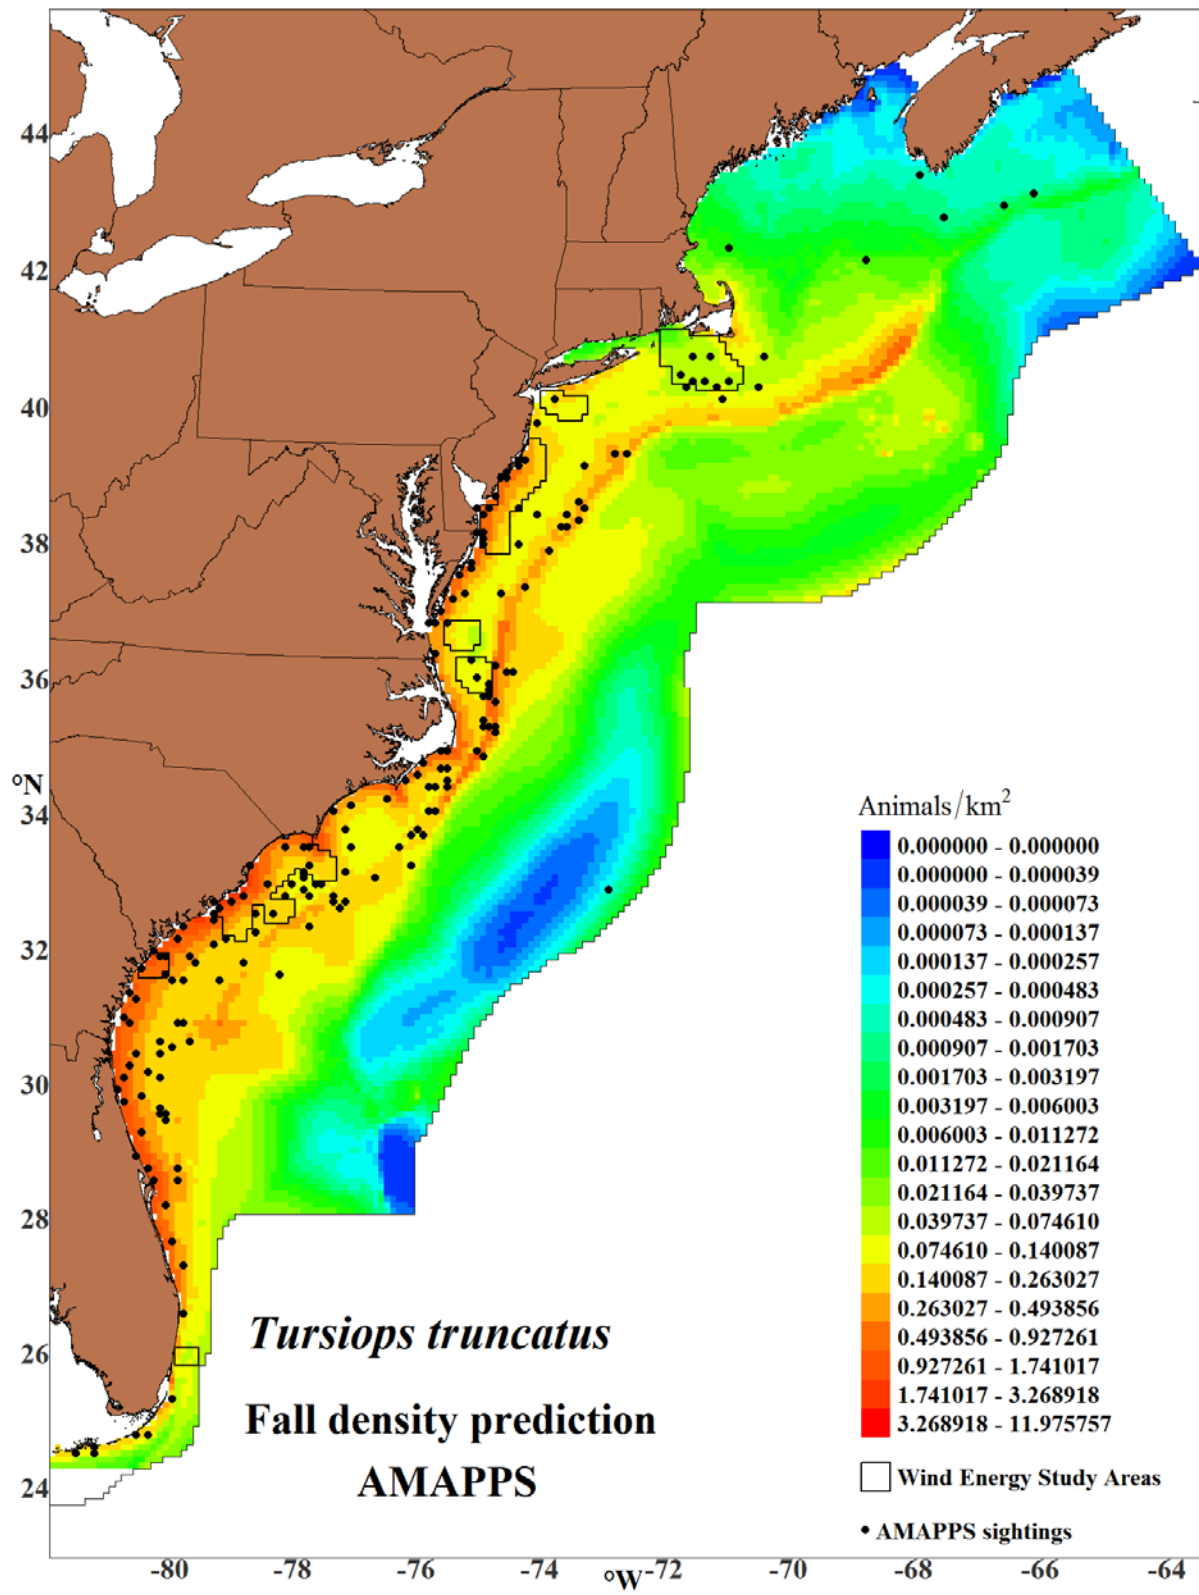 44
42
40
38
36
°N
34
32
30
28
26
24
Animals/km²
0.000000 - 0.000000
0.000000 - 0.000039
0.000039 - 0.000073
0.000073 - 0.000137
0.000137 - 0.000257
0.000257 - 0.000483
0.000483 - 0.000907
0.000907 - 0.001703
0.001703 - 0.003197
0.003197 - 0.006003
0.006003 - 0.011272
0.011272 - 0.021164
0.021164 - 0.039737
0.039737 - 0.074610
0.074610 - 0.140087
0.140087 - 0.263027
0.263027 - 0.493856
0.493856 - 0.927261
0.927261 - 1.741017
1.741017 - 3.268918
3.268918 - 11.975757
Wind Energy Study Areas
AMAPPS sightings
Tursiops truncatus
Fall density prediction
AMAPPS
-80 -78 -76 -74 °W -72 -70 -68 -66 -64